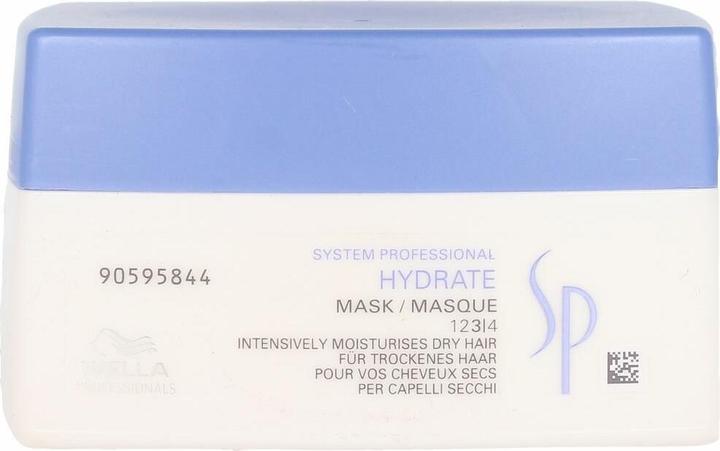 SYSTEM PROFESSIONAL
HYDRATE
MASK / MASQUE
123|4
INTENSIVELY MOISTURISES DRY HAIR
FÜR TROCKENES HAAR
POUR VOS CHEVEUX SECS
PER CAPELLI SECCHI
SP
90595844
WELLA
PROFESSIONALS